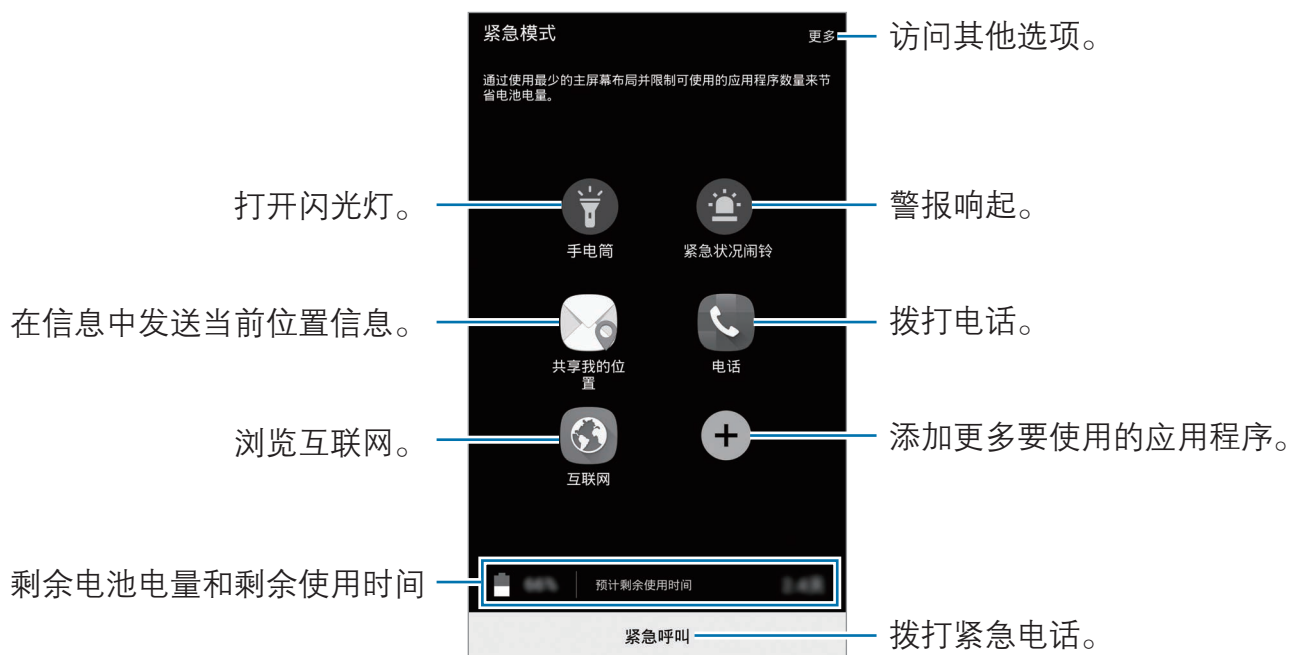 紧急模式
更多
访问其他选项。
通过使用最少的主屏幕布局并限制可使用的应用程序数量来节
省电池电量。
打开闪光灯。
手电筒
紧急状况闹铃
警报响起。
在信息中发送当前位置信息。
共享我的位
置
电话
拨打电话。
浏览互联网。
互联网
添加更多要使用的应用程序。
剩余电池电量和剩余使用时间
预计剩余使用时间
紧急呼叫
拨打紧急电话。